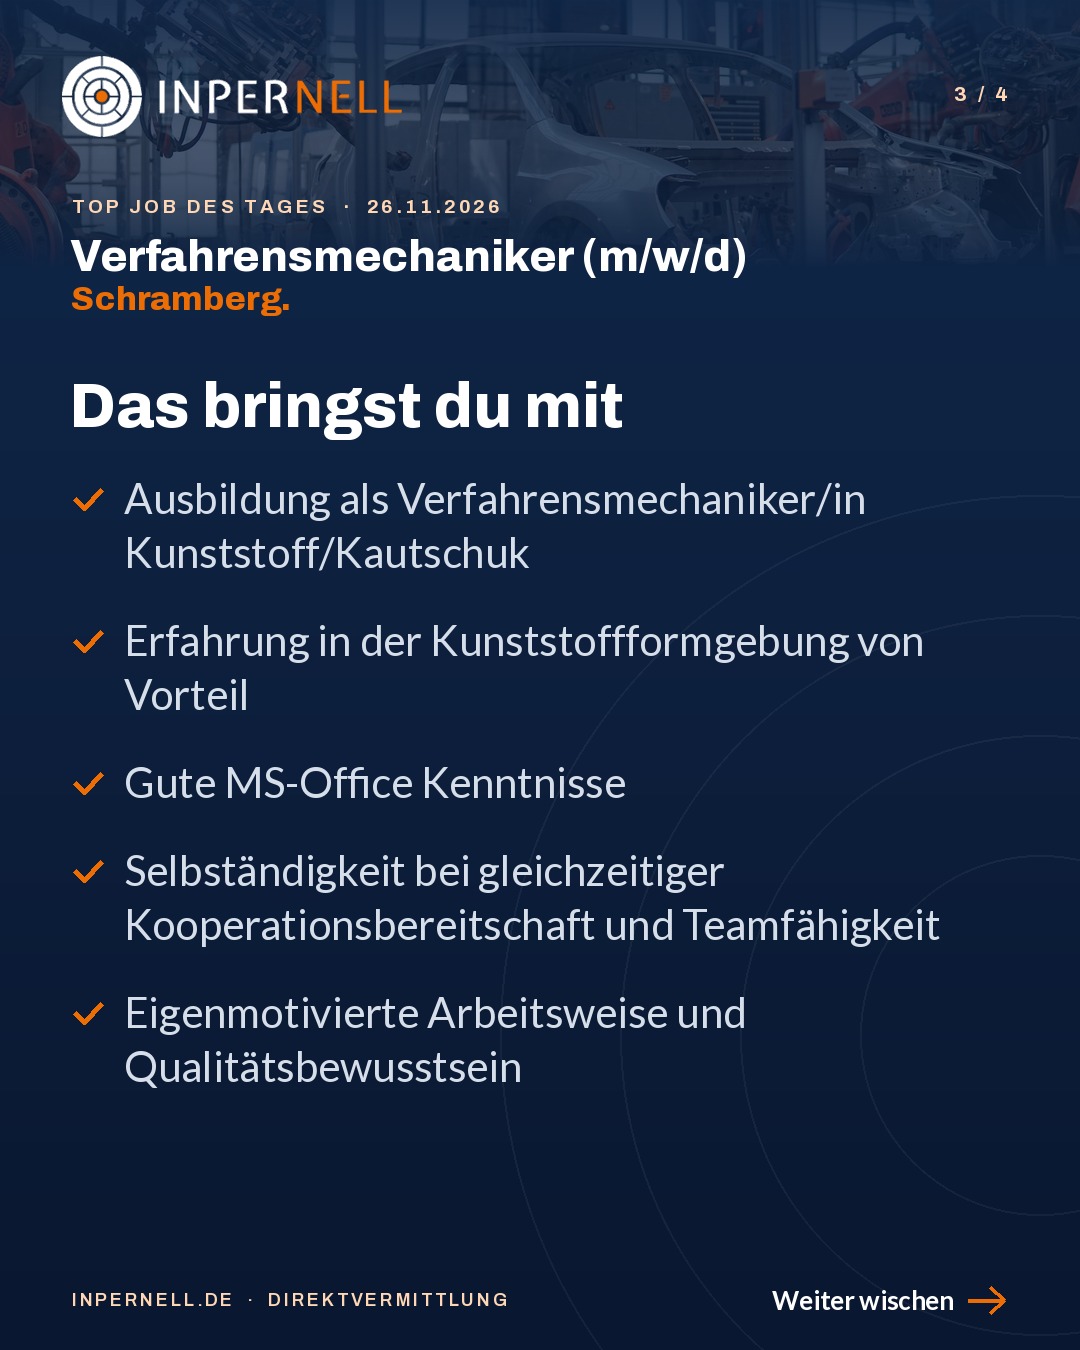 INPERNELL
3 / 4
TOP JOB DES TAGES · 26.11.2026
Verfahrensmechaniker (m/w/d)
Schramberg.
Das bringst du mit
Ausbildung als Verfahrensmechaniker/in
Kunststoff/Kautschuk
Erfahrung in der Kunststoffformgebung von
Vorteil
Gute MS-Office Kenntnisse
Selbständigkeit bei gleichzeitiger
Kooperationsbereitschaft und Teamfähigkeit
Eigenmotivierte Arbeitsweise und
Qualitätsbewusstsein
INPERNELL.DE · DIREKTVERMITTLUNG
Weiter wischen